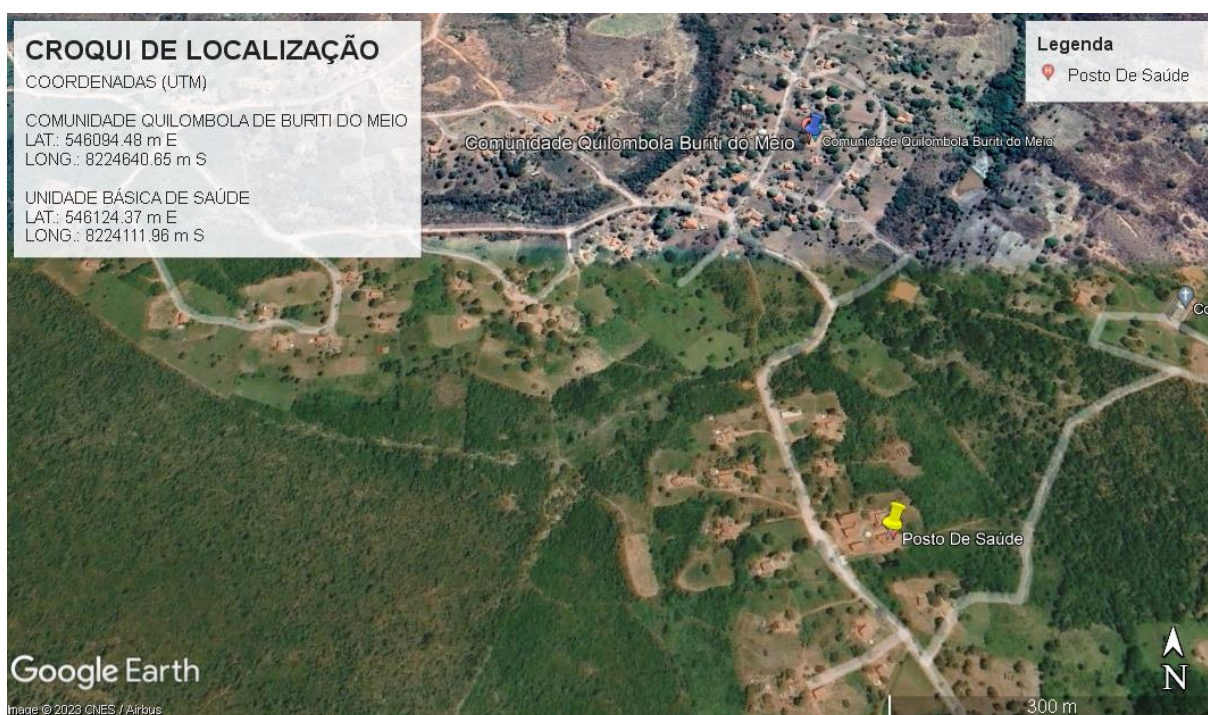 CROQUI DE LOCALIZAÇÃO
COORDENADAS (UTM)
COMUNIDADE QUILOMBOLA DE BURITI DO MEIO
LAT.: 546094.48 m E
LONG.: 8224640.65 m S
UNIDADE BÁSICA DE SAÚDE
LAT.: 546124.37 m E
LONG.: 8224111.96 m S
Legenda
Posto De Saúde
Comunidade Quilombola Buriti do Meio
Comunidade Quilombola Buriti do Meio
Co
Posto De Saúde
N
Google Earth
300 m
Image © 2023 CNES / Airbus